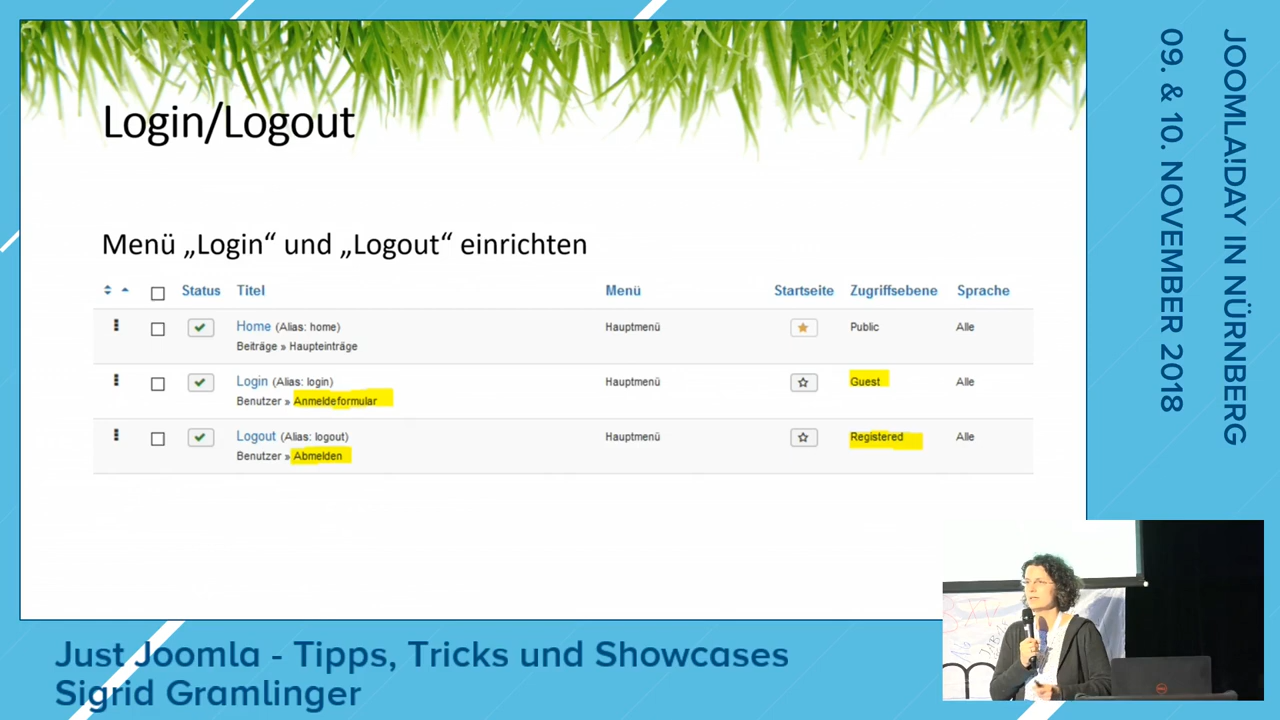 Login/Logout
Menü „Login“ und „Logout“ einrichten
Status Titel Menü Startseite Zugriffsebene Sprache
Home (Alias: home) Hauptmenü Public Alle
Beiträge » Haupteinträge
Login (Alias: login) Hauptmenü Guest Alle
Benutzer » Anmeldeformular
Logout (Alias: logout) Hauptmenü Registered Alle
Benutzer » Abmelden
JOOMLA!DAY IN NÜRNBERG
09. & 10. NOVEMBER 2018
Just Joomla - Tipps, Tricks und Showcases
Sigrid Gramlinger